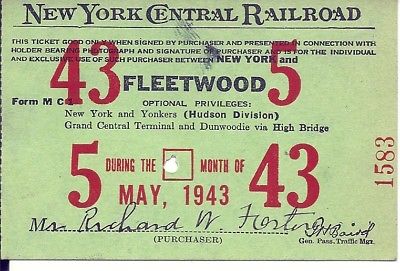 NEW YORK CENTRAL RAILROAD
THIS TICKET GOOD ONLY WHEN SIGNED BY PURCHASER AND PRESENTED IN CONNECTION WITH
HOLDER BEARING PHOTOGRAPH AND SIGNATURE OF PURCHASER AND IS FOR THE INDIVIDUAL
AND EXCLUSIVE USE OF SUCH PURCHASER BETWEEN NEW YORK and
43 FLEETWOOD 5
Form M C 1
OPTIONAL PRIVILEGES:
New York and Yonkers (Hudson Division)
Grand Central Terminal and Dunwoodie via High Bridge
5 DURING THE MONTH OF 43
MAY, 1943
1583
Mr. Richard W. Foster
(PURCHASER)
Gen. Pass. Traffic Mgr.